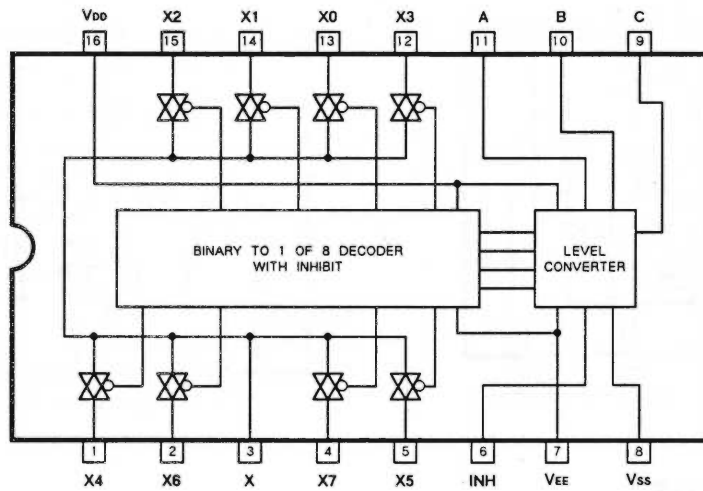 VDD X2 X1 X0 X3 A B C
16 15 14 13 12 11 10 9
BINARY TO 1 OF 8 DECODER
WITH INHIBIT
LEVEL
CONVERTER
1 2 3 4 5 6 7 8
X4 X6 X X7 X5 INH VEE VSS